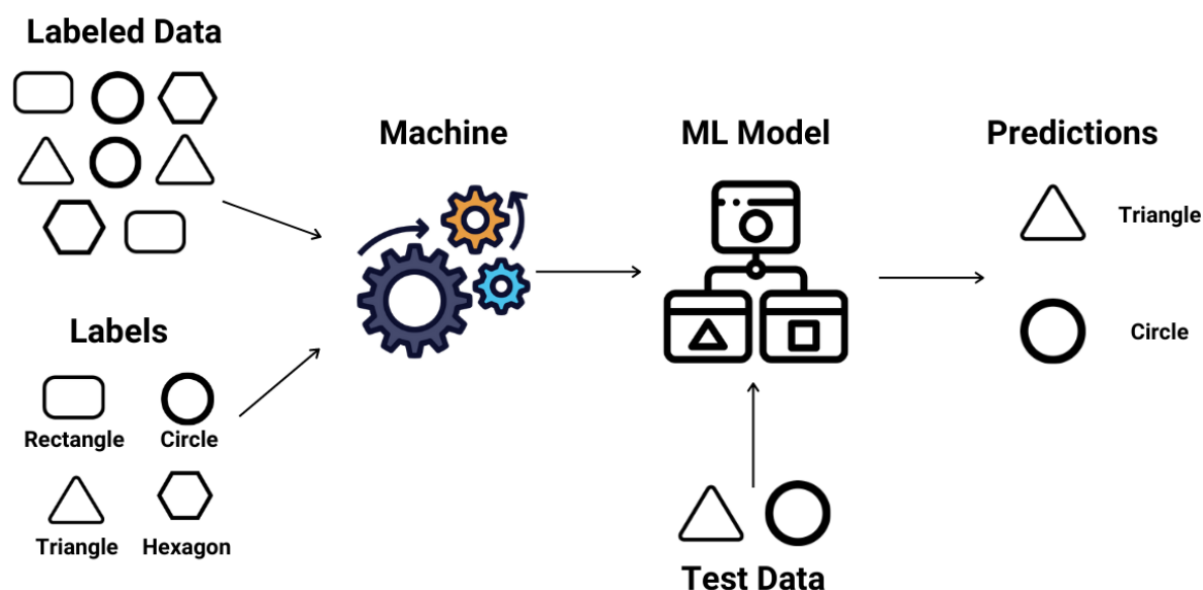 Labeled Data
Machine
ML Model
Predictions
Triangle
Circle
Labels
Rectangle
Circle
Triangle
Hexagon
Test Data